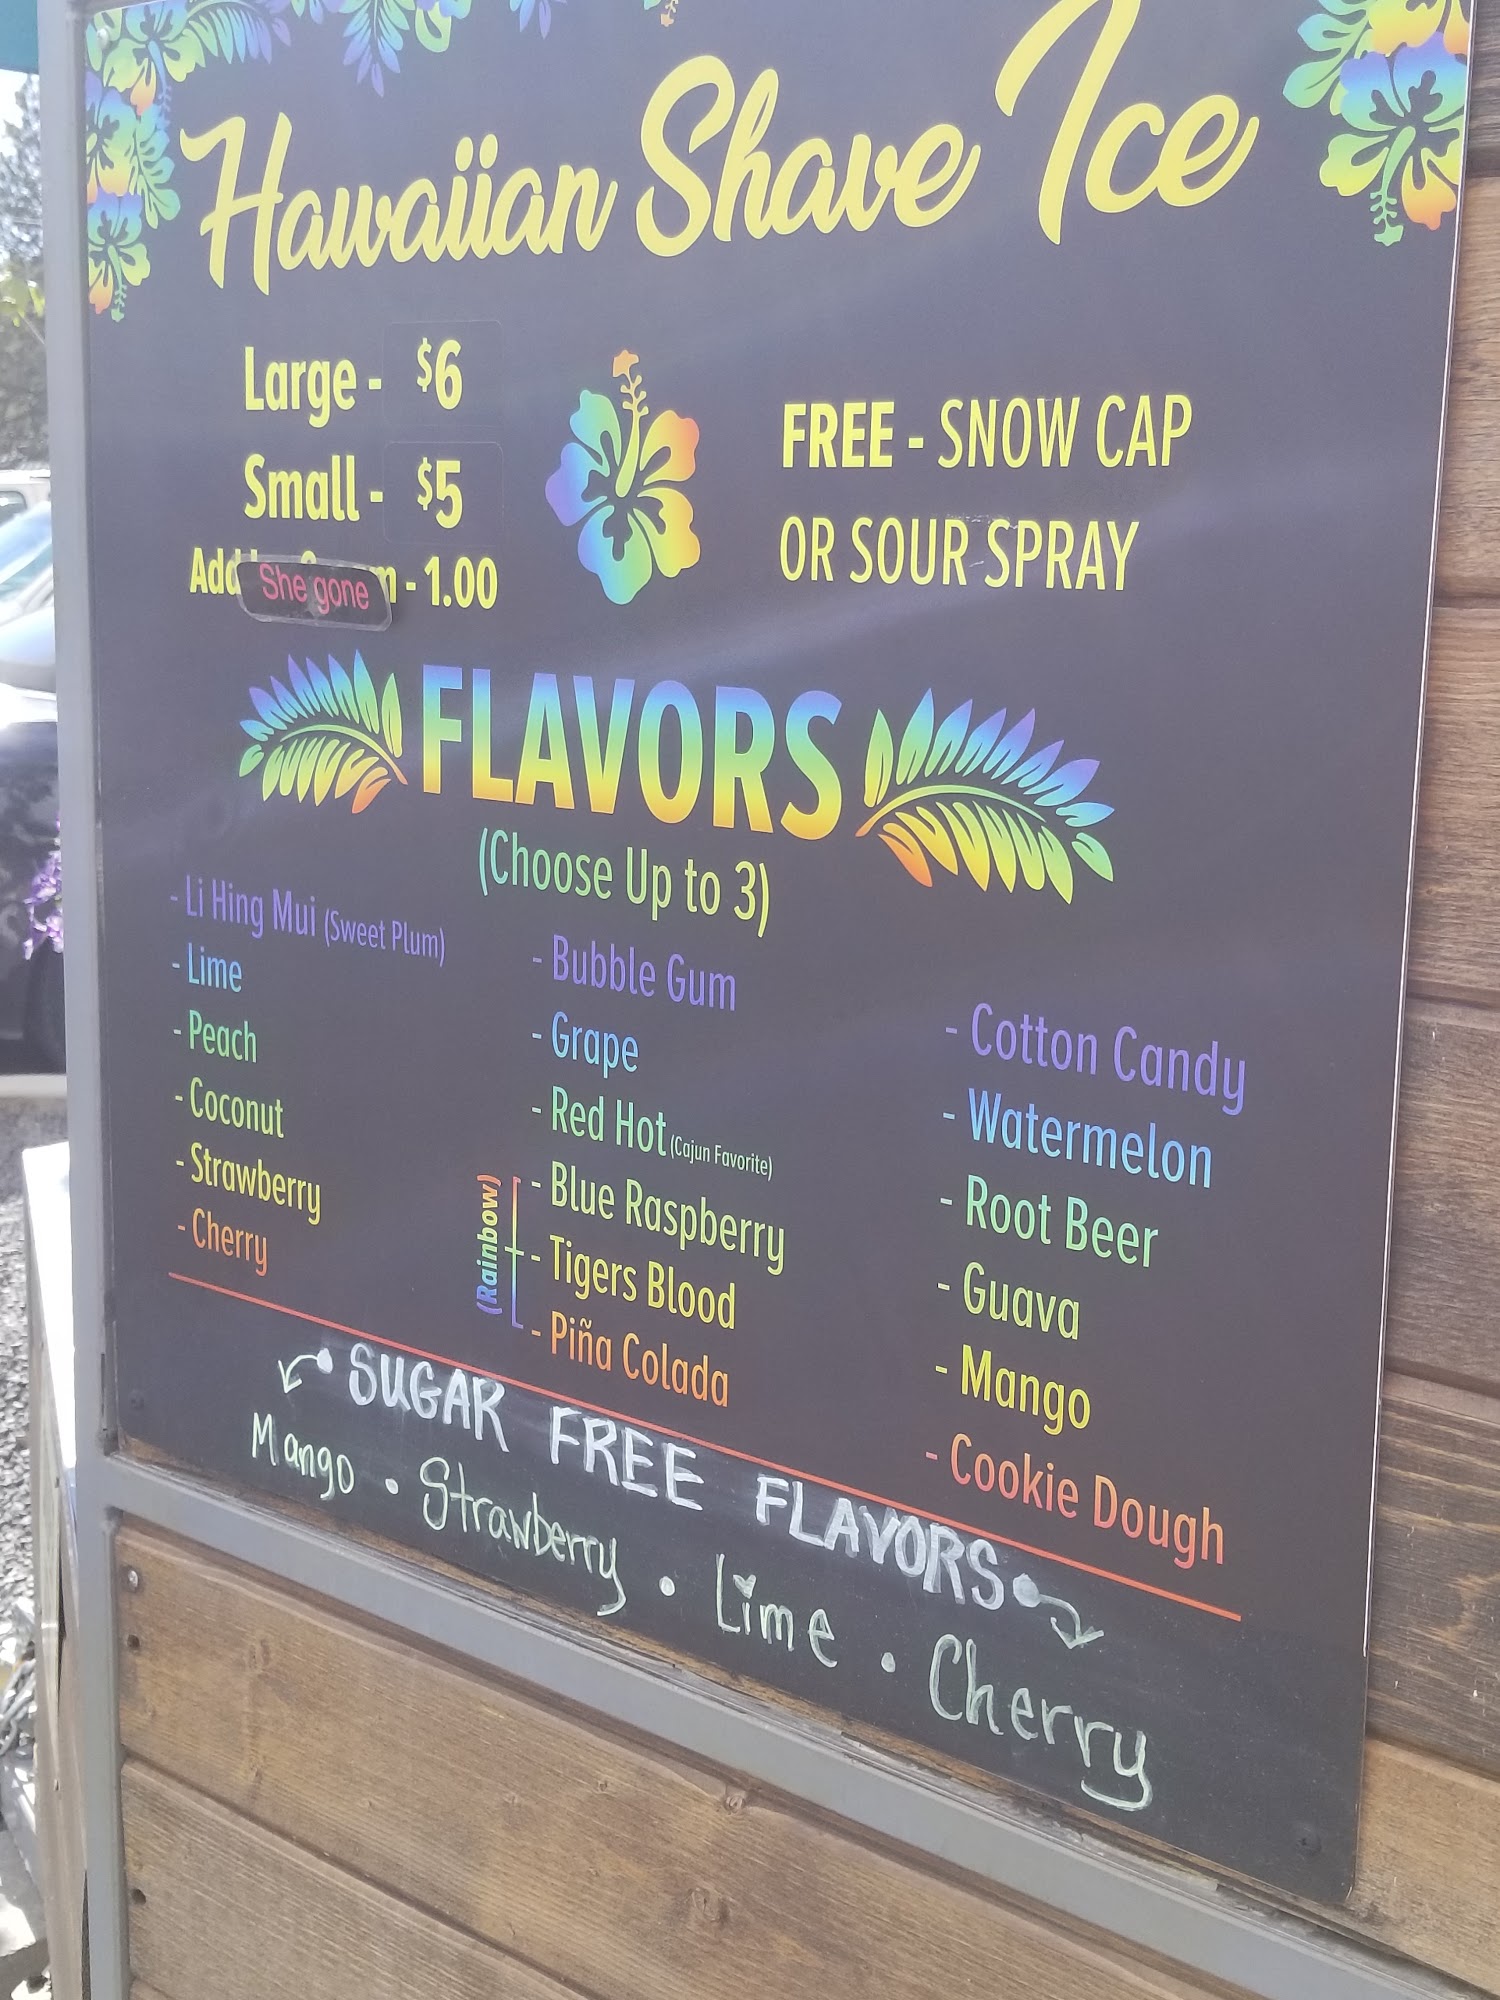 Hawaiian Shave Ice
Large - $6
Small - $5
Add - 1.00
She gone
FREE - SNOW CAP
OR SOUR SPRAY
FLAVORS
(Choose Up to 3)
- Li Hing Mui (Sweet Plum)
- Lime
- Peach
- Coconut
- Strawberry
- Cherry
- Bubble Gum
- Grape
- Red Hot (Cajun Favorite)
(Rainbow)
- Blue Raspberry
- Tigers Blood
- Piña Colada
- Cotton Candy
- Watermelon
- Root Beer
- Guava
- Mango
- Cookie Dough
SUGAR FREE FLAVORS
Mango • Strawberry • Lime • Cherry